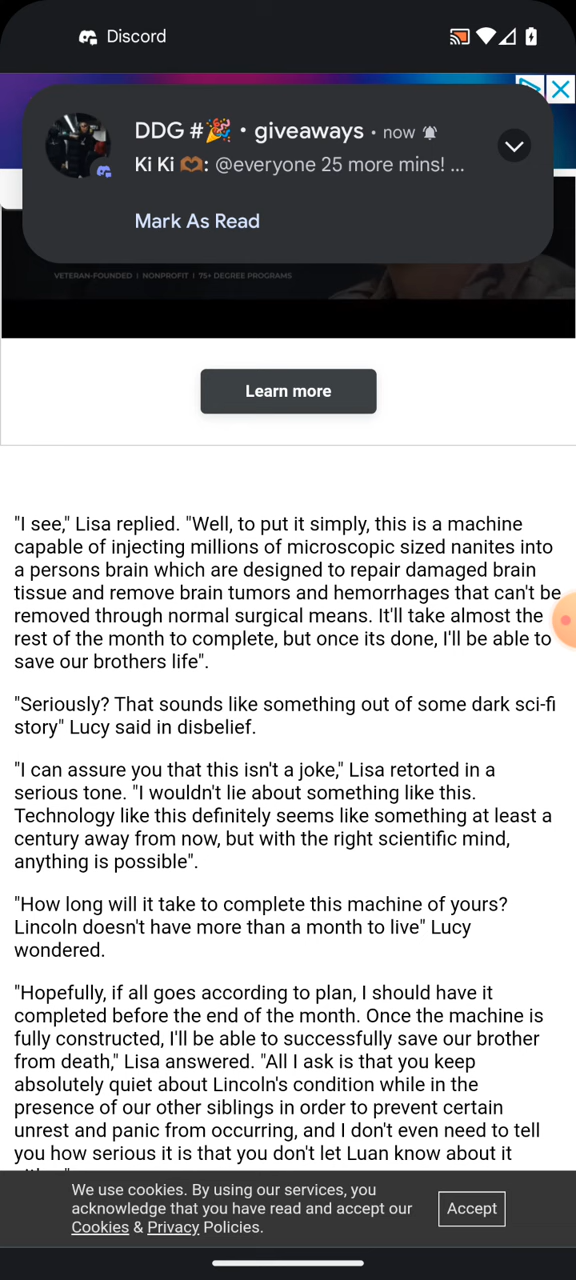 Discord
DDG #🎉 • giveaways • now
Ki Ki 🫶🏾: @everyone 25 more mins! ...
Mark As Read
VETERAN-FOUNDED | NONPROFIT | 75+ DEGREE PROGRAMS
Learn more
"I see," Lisa replied. "Well, to put it simply, this is a machine
capable of injecting millions of microscopic sized nanites into
a persons brain which are designed to repair damaged brain
tissue and remove brain tumors and hemorrhages that can't be
removed through normal surgical means. It'll take almost the
rest of the month to complete, but once its done, I'll be able to
save our brothers life".
"Seriously? That sounds like something out of some dark sci-fi
story" Lucy said in disbelief.
"I can assure you that this isn't a joke," Lisa retorted in a
serious tone. "I wouldn't lie about something like this.
Technology like this definitely seems like something at least a
century away from now, but with the right scientific mind,
anything is possible".
"How long will it take to complete this machine of yours?
Lincoln doesn't have more than a month to live" Lucy
wondered.
"Hopefully, if all goes according to plan, I should have it
completed before the end of the month. Once the machine is
fully constructed, I'll be able to successfully save our brother
from death," Lisa answered. "All I ask is that you keep
absolutely quiet about Lincoln's condition while in the
presence of our other siblings in order to prevent certain
unrest and panic from occurring, and I don't even need to tell
you how serious it is that you don't let Luan know about it
We use cookies. By using our services, you
acknowledge that you have read and accept our
Cookies & Privacy Policies.
Accept